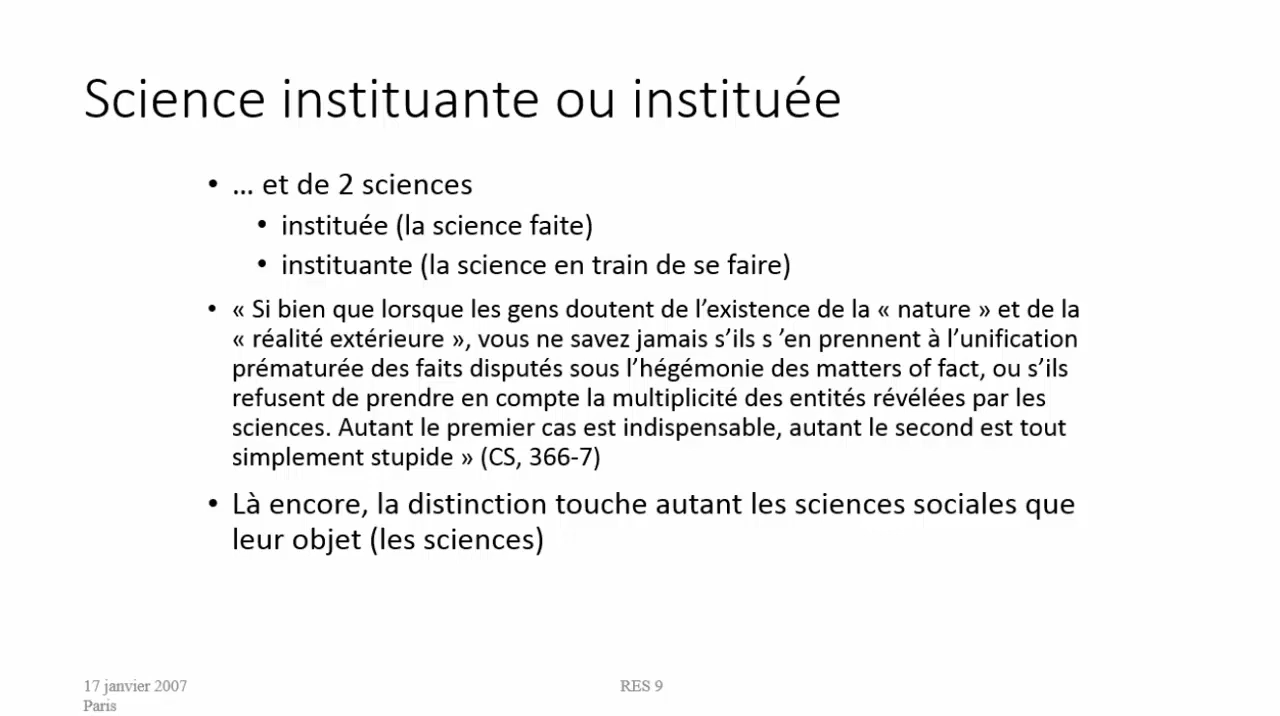 Science instituante ou instituée
• ... et de 2 sciences
• instituée (la science faite)
• instituante (la science en train de se faire)
• « Si bien que lorsque les gens doutent de l’existence de la « nature » et de la
« réalité extérieure », vous ne savez jamais s’ils s ’en prennent à l’unification
prématurée des faits disputés sous l’hégémonie des matters of fact, ou s’ils
refusent de prendre en compte la multiplicité des entités révélées par les
sciences. Autant le premier cas est indispensable, autant le second est tout
simplement stupide » (CS, 366-7)
• Là encore, la distinction touche autant les sciences sociales que
leur objet (les sciences)
17 janvier 2007
Paris
RES 9